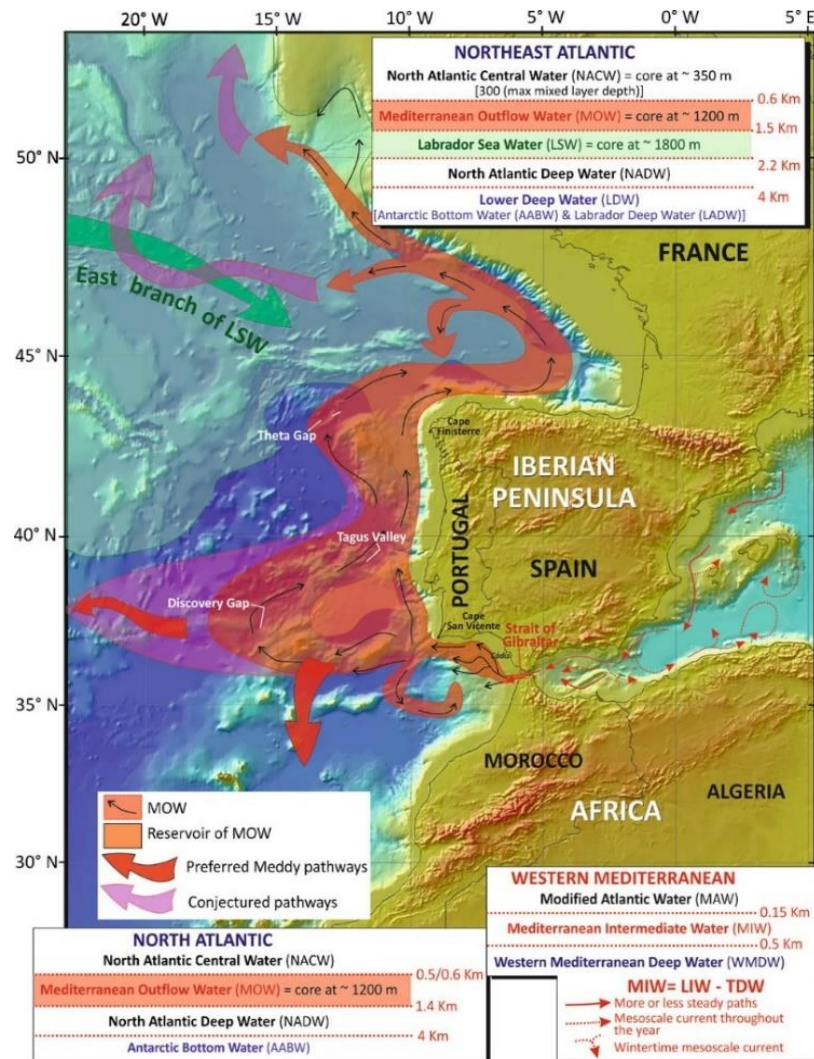 20° W
15° W
10° W
5° W
0° W
5° E
NORTHEAST ATLANTIC
North Atlantic Central Water (NACW) = core at ~ 350 m
[300 (max mixed layer depth)]
0.6 Km
Mediterranean Outflow Water (MOW) = core at ~ 1200 m
1.5 Km
Labrador Sea Water (LSW) = core at ~ 1800 m
2.2 Km
North Atlantic Deep Water (NADW)
4 Km
Lower Deep Water (LDW)
[Antarctic Bottom Water (AABW) & Labrador Deep Water (LADW)]
50° N
FRANCE
East branch of LSW
45° N
Theta Gap
Cape
Finisterre
IBERIAN
PENINSULA
40° N
Tagus Valley
PORTUGAL
SPAIN
Discovery Gap
Cape
San Vicente
Strait of
Gibraltar
Cádiz
35° N
MOROCCO
AFRICA
ALGERIA
MOW
Reservoir of MOW
Preferred Meddy pathways
Conjectured pathways
30° N
WESTERN MEDITERRANEAN
Modified Atlantic Water (MAW)
0.15 Km
Mediterranean Intermediate Water (MIW)
0.5 Km
Western Mediterranean Deep Water (WMDW)
MIW= LIW - TDW
More or less steady paths
Mesoscale current throughout
the year
Wintertime mesoscale current
NORTH ATLANTIC
North Atlantic Central Water (NACW)
0.5/0.6 Km
Mediterranean Outflow Water (MOW) = core at ~ 1200 m
1.4 Km
North Atlantic Deep Water (NADW)
4 Km
Antarctic Bottom Water (AABW)